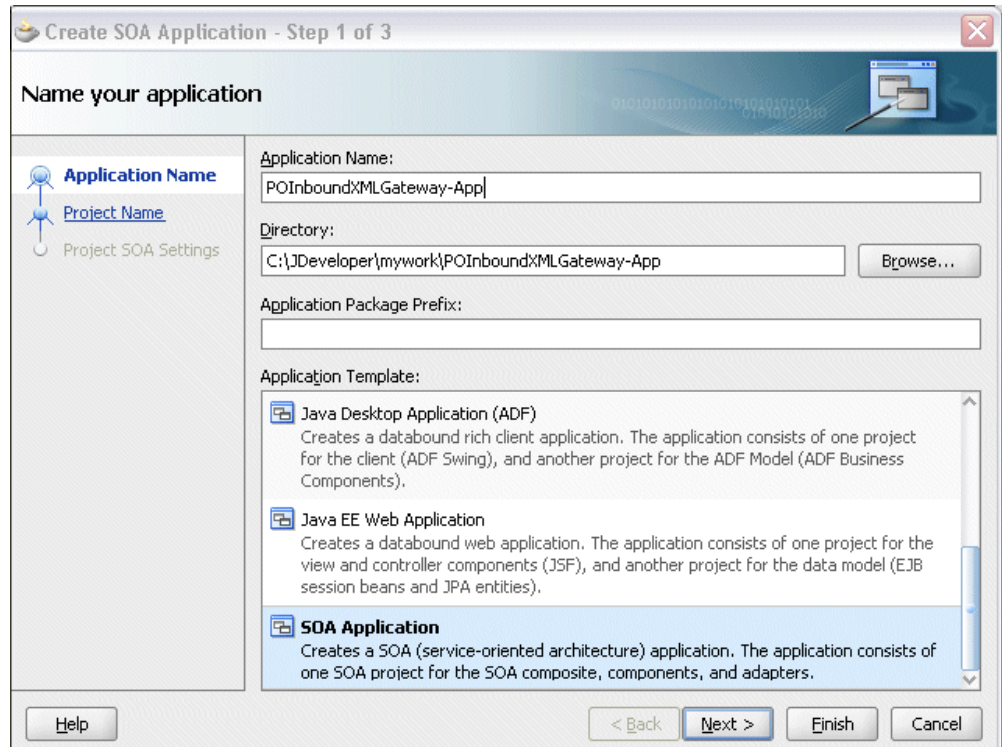 Create SOA Application - Step 1 of 3
Name your application
0101010101010101010101010101
01010101010
Application Name
Project Name
Project SOA Settings
Application Name:
POInboundXMLGateway-App
Directory:
C:\JDeveloper\mywork\POInboundXMLGateway-App
Browse...
Application Package Prefix:
Application Template:
Java Desktop Application (ADF)
Creates a databound rich client application. The application consists of one project
for the client (ADF Swing), and another project for the ADF Model (ADF Business
Components).
Java EE Web Application
Creates a databound web application. The application consists of one project for the
view and controller components (JSF), and another project for the data model (EJB
session beans and JPA entities).
SOA Application
Creates a SOA (service-oriented architecture) application. The application consists of
one SOA project for the SOA composite, components, and adapters.
Help
< Back
Next >
Finish
Cancel